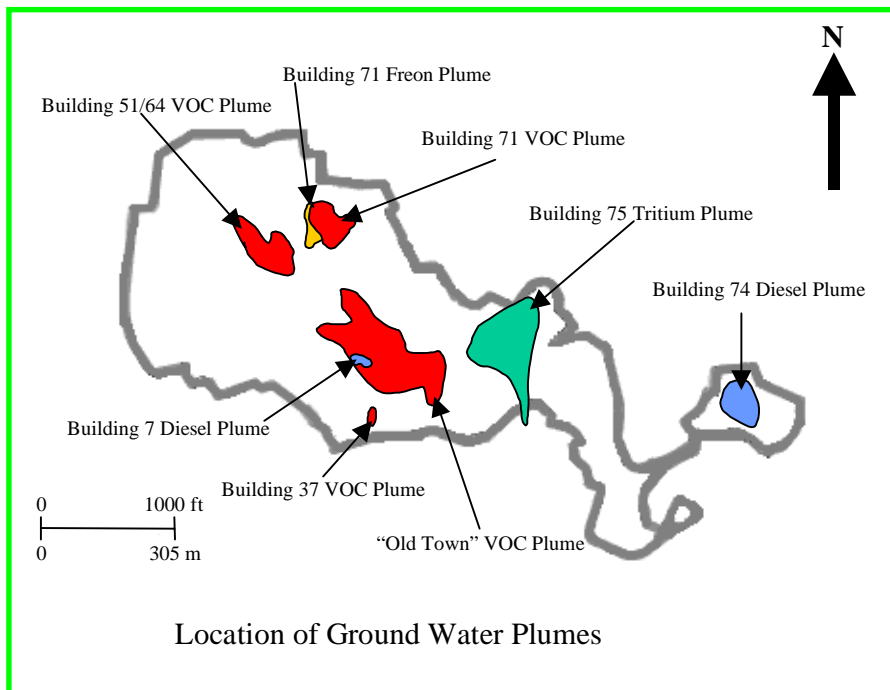 N
Building 71 Freon Plume
Building 51/64 VOC Plume
Building 71 VOC Plume
Building 75 Tritium Plume
Building 74 Diesel Plume
Building 7 Diesel Plume
Building 37 VOC Plume
0 1000 ft
0 305 m
“Old Town” VOC Plume
Location of Ground Water Plumes